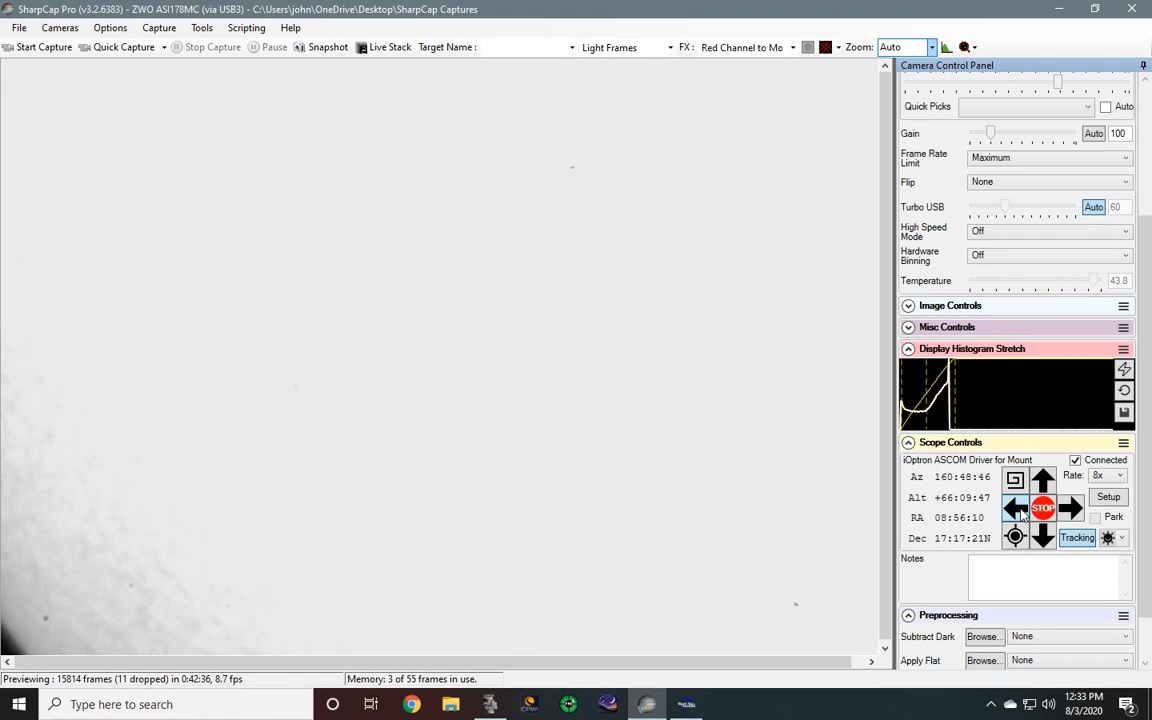 SharpCap Pro (v3.2.6383) - ZWO ASI178MC (via USB3) - C:\Users\john\OneDrive\Desktop\SharpCap Captures
File Cameras Options Capture Tools Scripting Help
Start Capture Quick Capture Stop Capture Pause Snapshot Live Stack Target Name : Light Frames FX : Red Channel to Mo Zoom: Auto
Camera Control Panel
Quick Picks Auto
Gain Auto 100
Frame Rate Limit Maximum
Flip None
Turbo USB Auto 60
High Speed Mode Off
Hardware Binning Off
Temperature 43.8
Image Controls
Misc Controls
Display Histogram Stretch
Scope Controls
iOptron ASCOM Driver for Mount Connected
Az 160:48:46 Rate: 8x
Alt +66:09:47 Setup
RA 08:56:10 STOP Park
Dec 17:17:21N Tracking
Notes
Preprocessing
Subtract Dark Browse... None
Apply Flat Browse... None
Previewing : 15814 frames (11 dropped) in 0:42:36, 8.7 fps Memory: 3 of 55 frames in use.
Type here to search
12:33 PM
8/3/2020
2